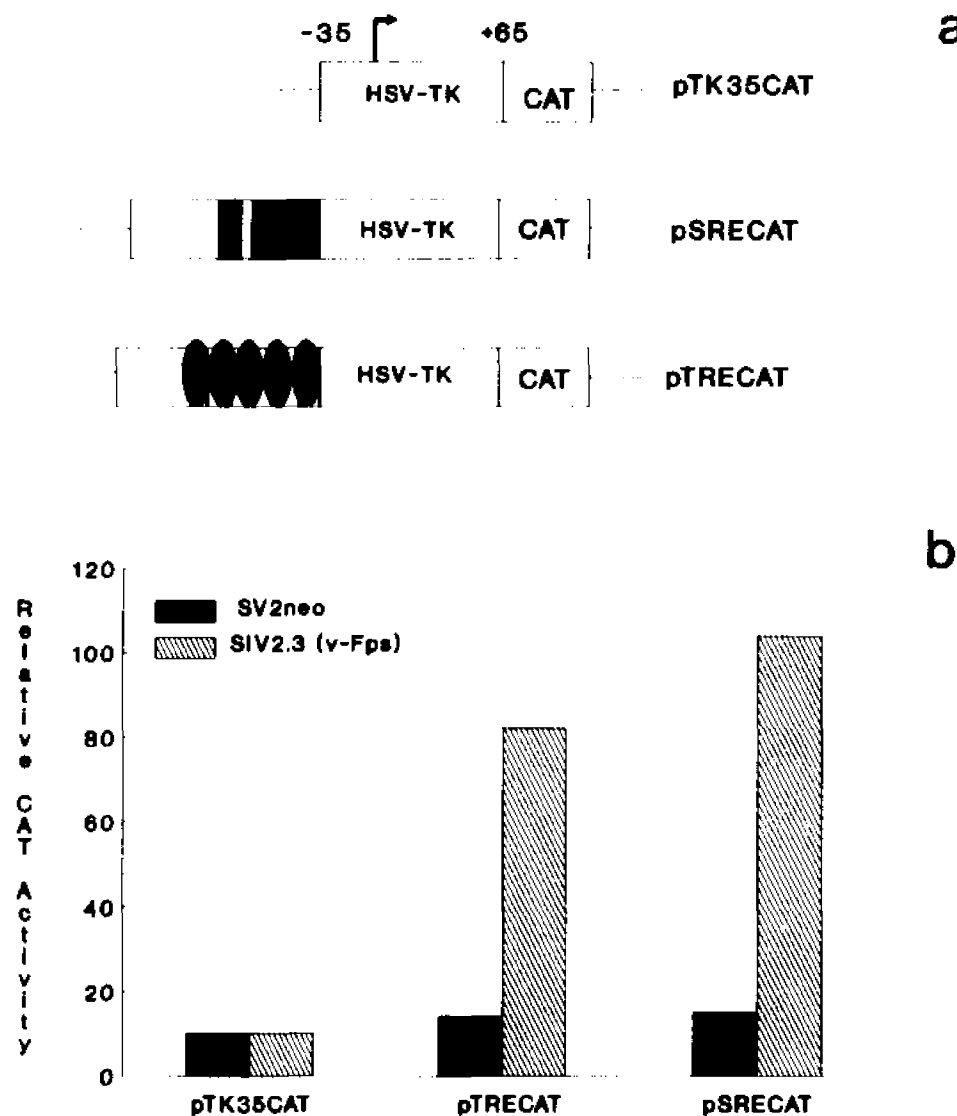 a
-35 +65
HSV-TK CAT pTK35CAT
HSV-TK CAT pSRECAT
HSV-TK CAT pTRECAT
b
Relative CAT Activity
120
100
80
60
40
20
0
SV2neo
SIV2.3 (v-Fps)
pTK35CAT pTRECAT pSRECAT